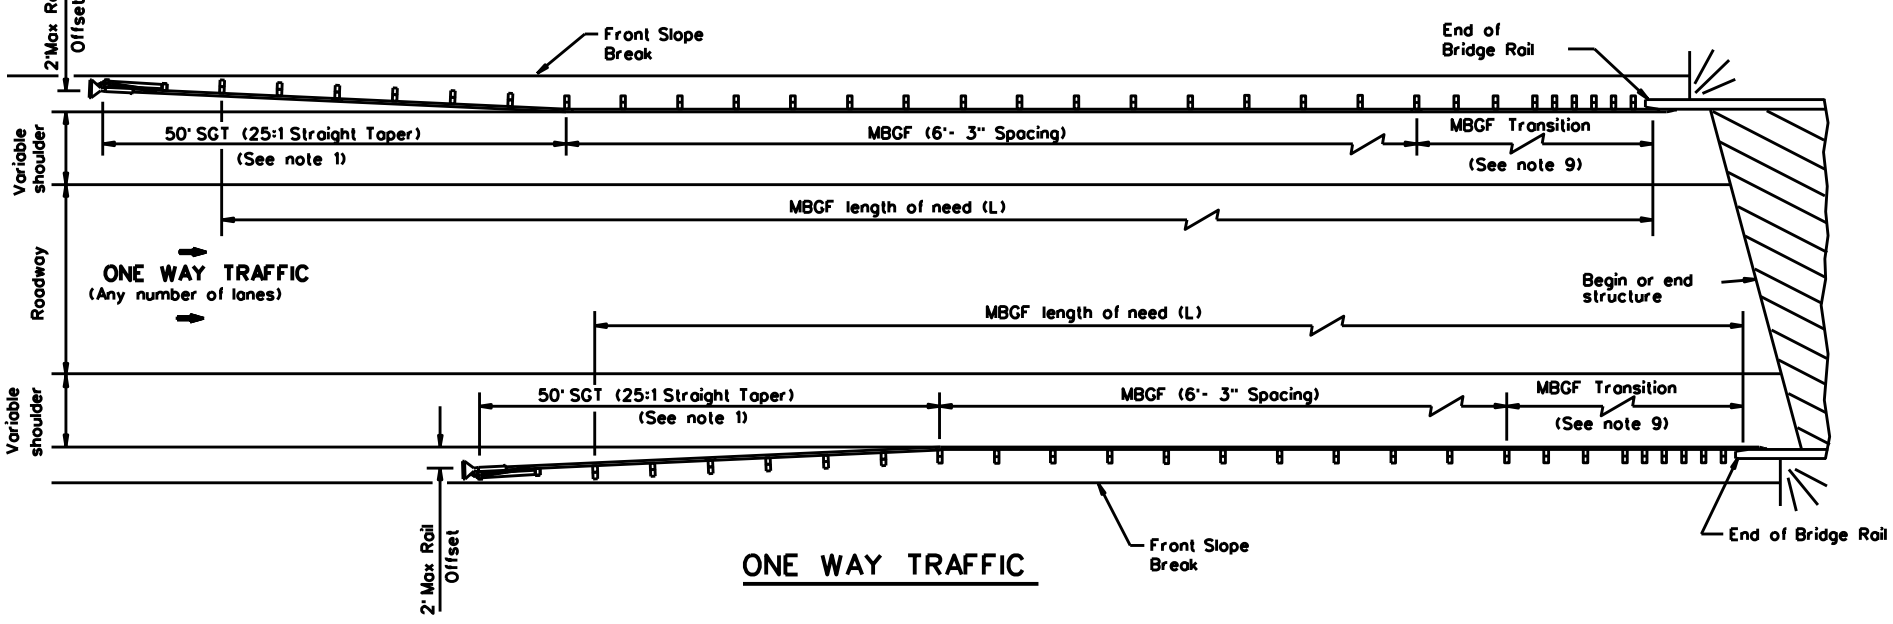 2'Max Ra
Offset
Front Slope
Break
End of
Bridge Rail
Variable
shoulder
50' SGT (25:1 Straight Taper)
(See note 1)
MBGF (6'- 3" Spacing)
MBGF Transition
(See note 9)
MBGF length of need (L)
Roadway
ONE WAY TRAFFIC
(Any number of lanes)
Begin or end
structure
MBGF length of need (L)
Variable
shoulder
50' SGT (25:1 Straight Taper)
(See note 1)
MBGF (6'- 3" Spacing)
MBGF Transition
(See note 9)
2' Max Rail
Offset
Front Slope
Break
End of Bridge Rail
ONE WAY TRAFFIC